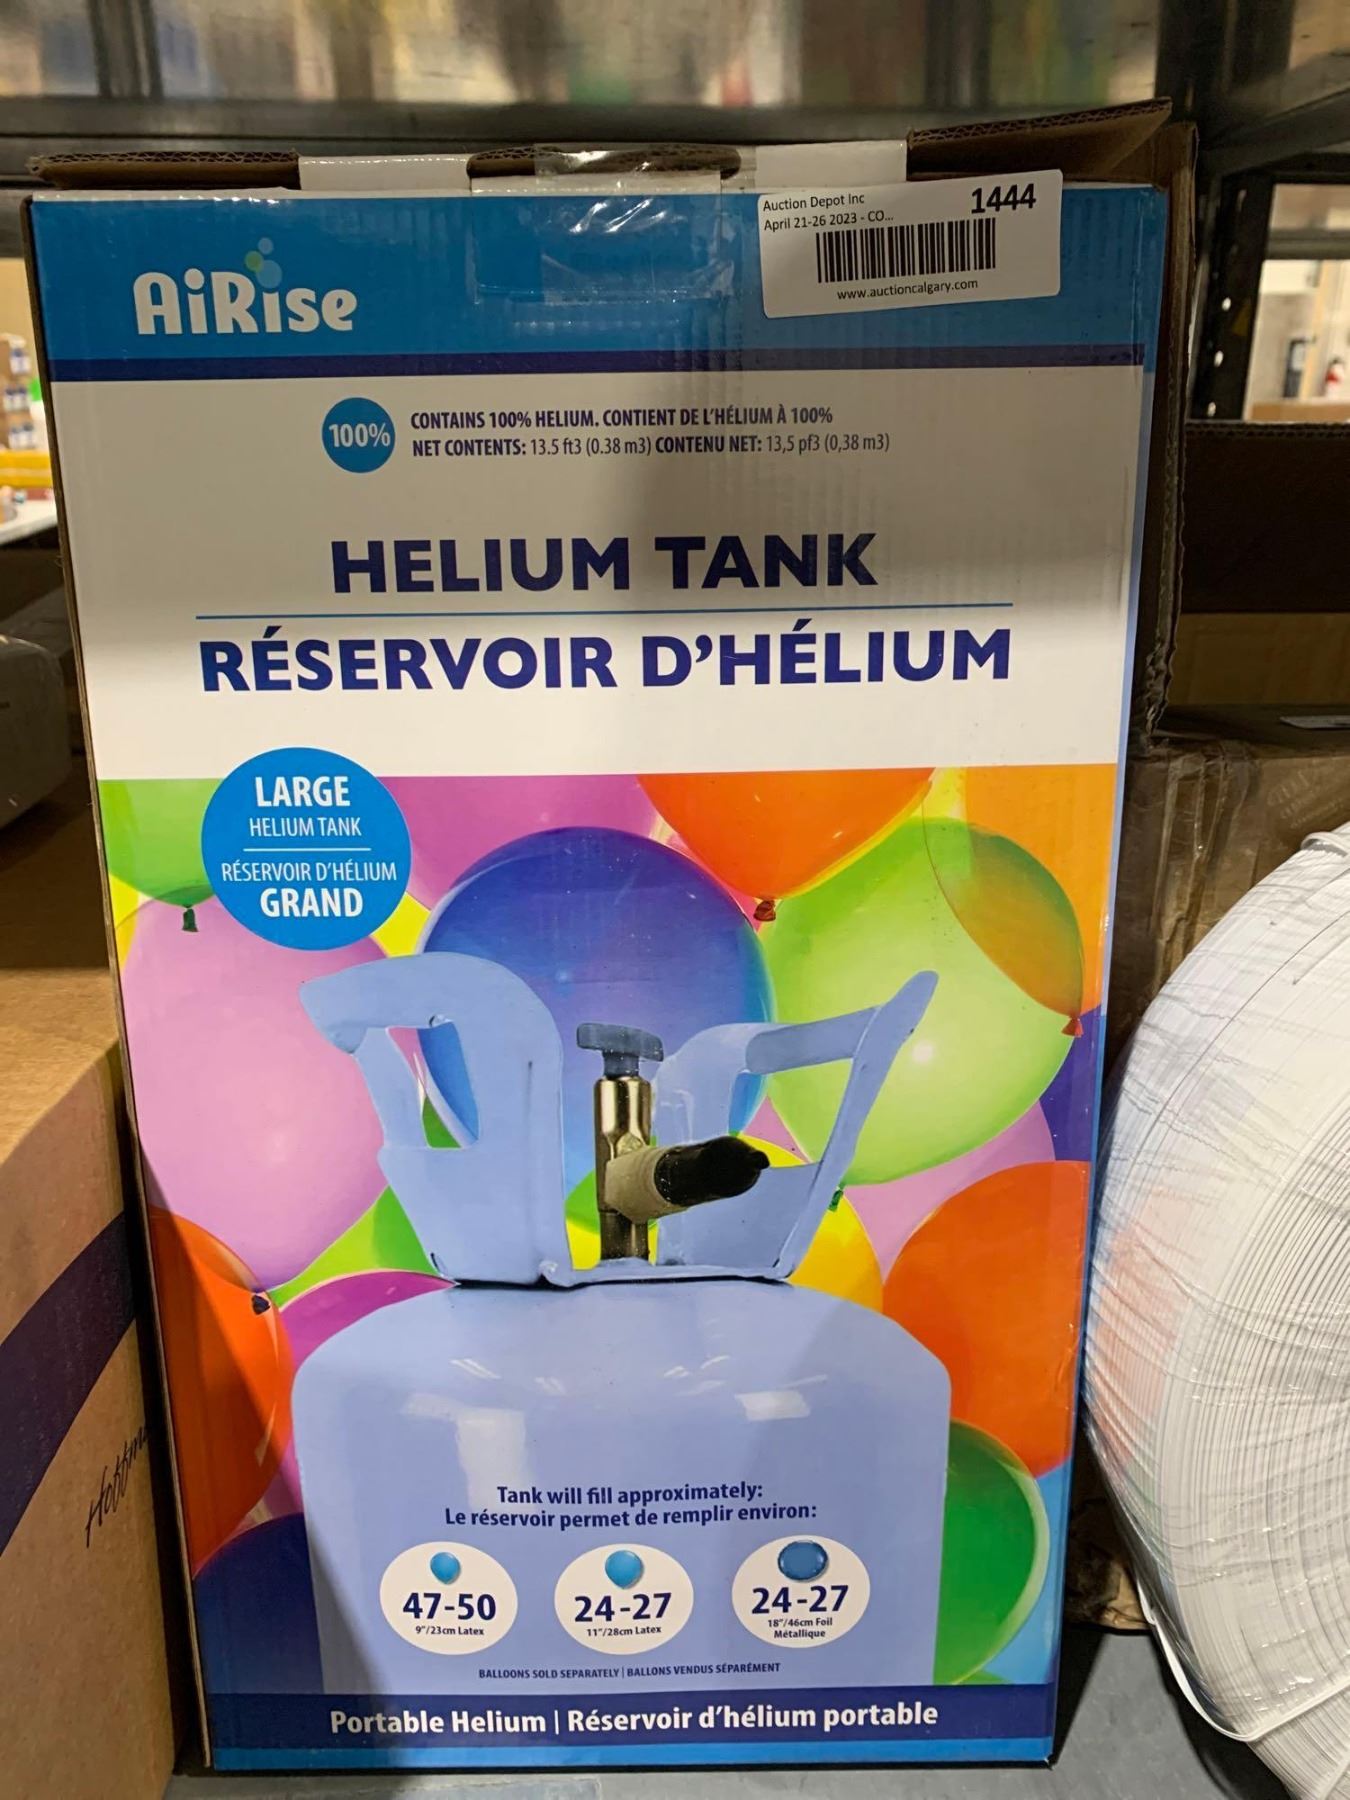 Auction Depot Inc
1444
April 21-26 2023 - CO...
www.auctioncalgary.com
AiRise
100%
CONTAINS 100% HELIUM. CONTIENT DE L'HÉLIUM À 100%
NET CONTENTS: 13.5 ft3 (0.38 m3) CONTENU NET: 13,5 pf3 (0,38 m3)
HELIUM TANK
RÉSERVOIR D'HÉLIUM
LARGE
HELIUM TANK
RÉSERVOIR D'HÉLIUM
GRAND
Tank will fill approximately:
Le réservoir permet de remplir environ:
47-50
9"/23cm Latex
24-27
11"/28cm Latex
24-27
18"/46cm Foil
Métallique
BALLOONS SOLD SEPARATELY | BALLONS VENDUS SÉPARÉMENT
Portable Helium | Réservoir d'hélium portable